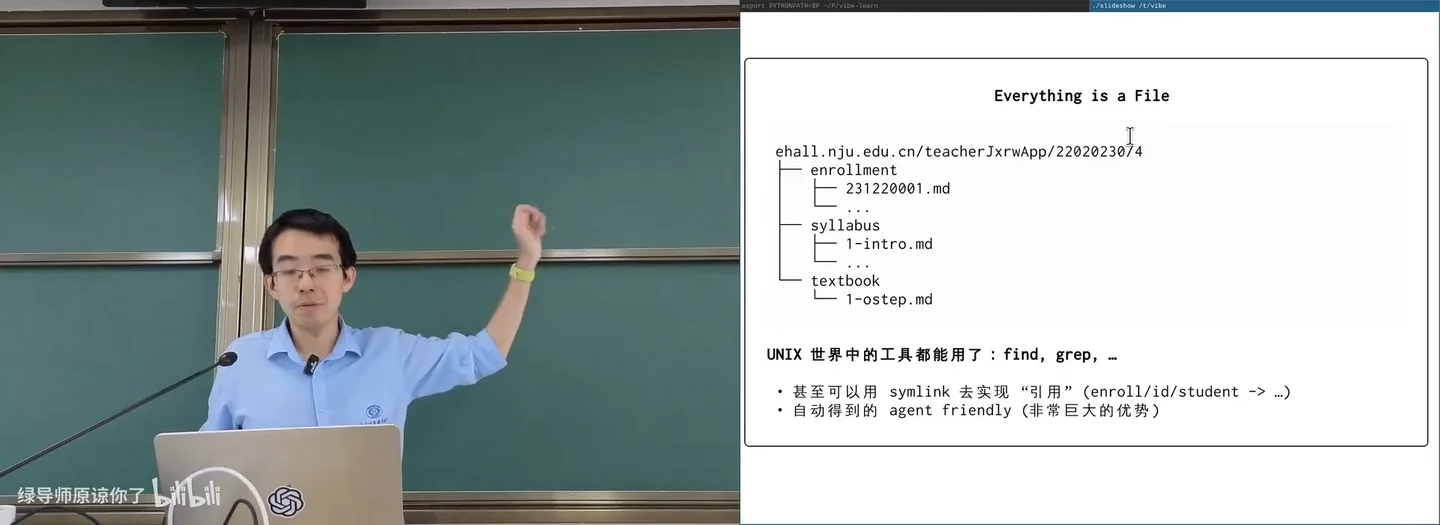 export PYTHONPATH=$P ~/P/vibe-learn
./slideshow /t/vibe
Everything is a File
ehall.nju.edu.cn/teacherJxrwApp/22020230/4
├── enrollment
│   ├── 231220001.md
│   └── ...
├── syllabus
│   ├── 1-intro.md
│   └── ...
└── textbook
    └── 1-ostep.md
UNIX 世界中的工具都能用了：find, grep, …
• 甚至可以用 symlink 去实现 “引用” (enroll/id/student -> …)
• 自动得到的 agent friendly (非常巨大的优势)
绿导师原谅你了 bilibili